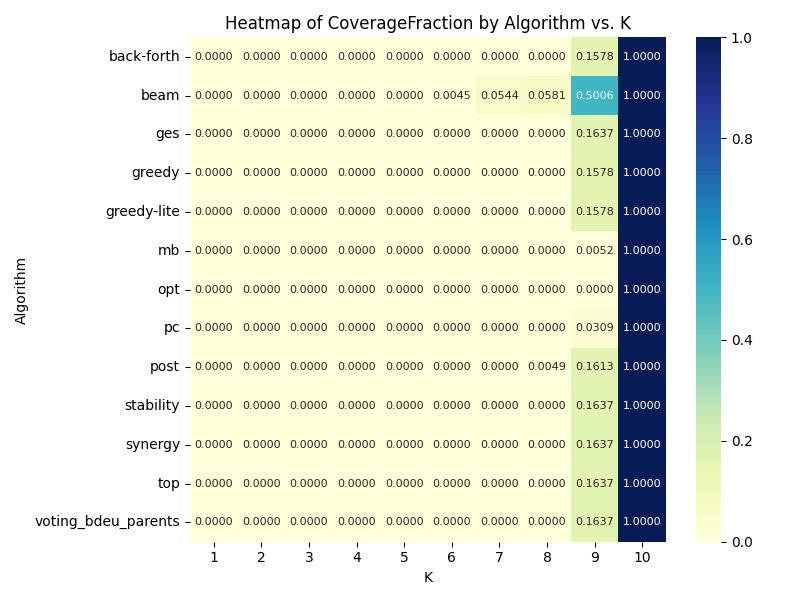 Heatmap of CoverageFraction by Algorithm vs. K
back-forth 0.0000 0.0000 0.0000 0.0000 0.0000 0.0000 0.0000 0.0000 0.1578 1.0000
beam 0.0000 0.0000 0.0000 0.0000 0.0000 0.0045 0.0544 0.0581 0.5006 1.0000
ges 0.0000 0.0000 0.0000 0.0000 0.0000 0.0000 0.0000 0.0000 0.1637 1.0000
greedy 0.0000 0.0000 0.0000 0.0000 0.0000 0.0000 0.0000 0.0000 0.1578 1.0000
greedy-lite 0.0000 0.0000 0.0000 0.0000 0.0000 0.0000 0.0000 0.0000 0.1578 1.0000
mb 0.0000 0.0000 0.0000 0.0000 0.0000 0.0000 0.0000 0.0000 0.0052 1.0000
opt 0.0000 0.0000 0.0000 0.0000 0.0000 0.0000 0.0000 0.0000 0.0000 1.0000
pc 0.0000 0.0000 0.0000 0.0000 0.0000 0.0000 0.0000 0.0000 0.0309 1.0000
post 0.0000 0.0000 0.0000 0.0000 0.0000 0.0000 0.0000 0.0049 0.1613 1.0000
stability 0.0000 0.0000 0.0000 0.0000 0.0000 0.0000 0.0000 0.0000 0.1637 1.0000
synergy 0.0000 0.0000 0.0000 0.0000 0.0000 0.0000 0.0000 0.0000 0.1637 1.0000
top 0.0000 0.0000 0.0000 0.0000 0.0000 0.0000 0.0000 0.0000 0.1637 1.0000
voting_bdeu_parents 0.0000 0.0000 0.0000 0.0000 0.0000 0.0000 0.0000 0.0000 0.1637 1.0000
1 2 3 4 5 6 7 8 9 10
K
Algorithm
1.0
0.8
0.6
0.4
0.2
0.0